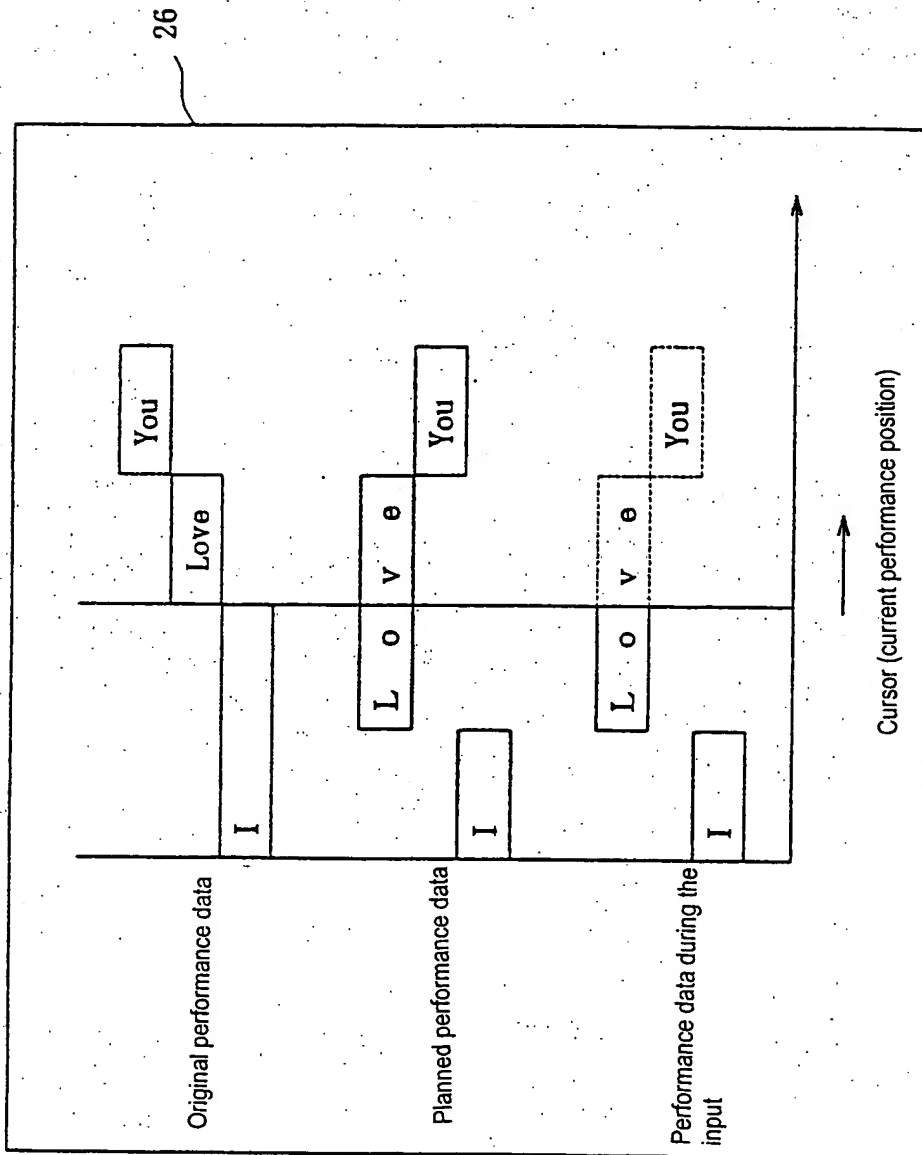 26
You
Love
I
Original performance data
L o v e
You
I
Planned performance data
L o v e
You
I
Performance data during the
input
Cursor (current performance position)